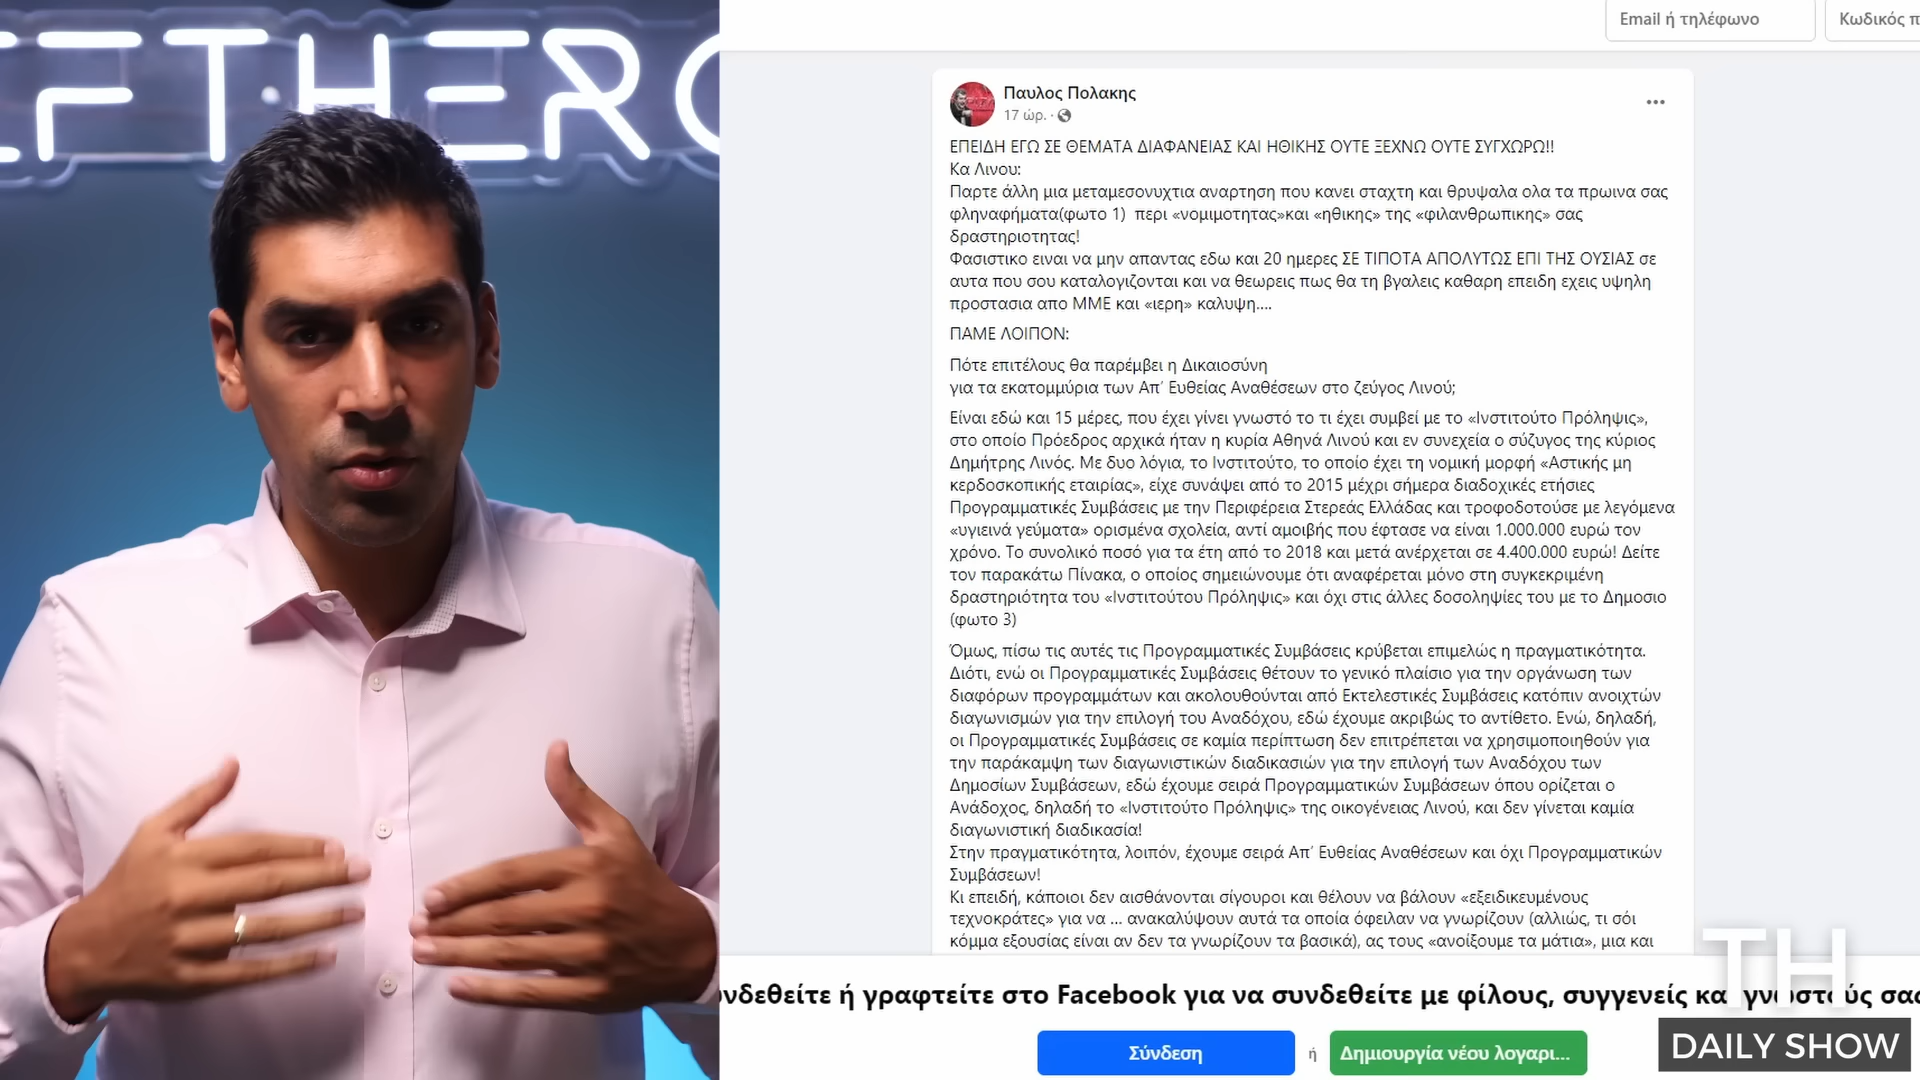 FTHERO
Email ή τηλέφωνο
Κωδικός π
Παυλος Πολακης
17 ώρ. ·
ΕΠΕΙΔΗ ΕΓΩ ΣΕ ΘΕΜΑΤΑ ΔΙΑΦΑΝΕΙΑΣ ΚΑΙ ΗΘΙΚΗΣ ΟΥΤΕ ΞΕΧΝΩ ΟΥΤΕ ΣΥΓΧΩΡΩ!!
Κα Λινου:
Παρτε άλλη μια μεταμεσονυχτια αναρτηση που κανει σταχτη και θρυψαλα ολα τα πρωινα σας
φληναφήματα(φωτο 1) περι «νομιμοτητας»και «ηθικης» της «φιλανθρωπικης» σας
δραστηριοτητας!
Φασιστικο ειναι να μην απαντας εδω και 20 ημερες ΣΕ ΤΙΠΟΤΑ ΑΠΟΛΥΤΩΣ ΕΠΙ ΤΗΣ ΟΥΣΙΑΣ σε
αυτα που σου καταλογιζονται και να θεωρεις πως θα τη βγαλεις καθαρη επειδη εχεις υψηλη
προστασια απο ΜΜΕ και «ιερη» καλυψη....
ΠΑΜΕ ΛΟΙΠΟΝ:
Πότε επιτέλους θα παρέμβει η Δικαιοσύνη
για τα εκατομμύρια των Απ΄ Ευθείας Αναθέσεων στο ζεύγος Λινού;
Είναι εδώ και 15 μέρες, που έχει γίνει γνωστό το τι έχει συμβεί με το «Ινστιτούτο Πρόληψις»,
στο οποίο Πρόεδρος αρχικά ήταν η κυρία Αθηνά Λινού και εν συνεχεία ο σύζυγος της κύριος
Δημήτρης Λινός. Με δυο λόγια, το Ινστιτούτο, το οποίο έχει τη νομική μορφή «Αστικής μη
κερδοσκοπικής εταιρίας», είχε συνάψει από το 2015 μέχρι σήμερα διαδοχικές ετήσιες
Προγραμματικές Συμβάσεις με την Περιφέρεια Στερεάς Ελλάδας και τροφοδοτούσε με λεγόμενα
«υγιεινά γεύματα» ορισμένα σχολεία, αντί αμοιβής που έφτασε να είναι 1.000.000 ευρώ τον
χρόνο. Το συνολικό ποσό για τα έτη από το 2018 και μετά ανέρχεται σε 4.400.000 ευρώ! Δείτε
τον παρακάτω Πίνακα, ο οποίος σημειώνουμε ότι αναφέρεται μόνο στη συγκεκριμένη
δραστηριότητα του «Ινστιτούτου Πρόληψις» και όχι στις άλλες δοσοληψίες του με το Δημοσιο
(φωτο 3)
Όμως, πίσω τις αυτές τις Προγραμματικές Συμβάσεις κρύβεται επιμελώς η πραγματικότητα.
Διότι, ενώ οι Προγραμματικές Συμβάσεις θέτουν το γενικό πλαίσιο για την οργάνωση των
διαφόρων προγραμμάτων και ακολουθούνται από Εκτελεστικές Συμβάσεις κατόπιν ανοιχτών
διαγωνισμών για την επιλογή του Αναδόχου, εδώ έχουμε ακριβώς το αντίθετο. Ενώ, δηλαδή,
οι Προγραμματικές Συμβάσεις σε καμία περίπτωση δεν επιτρέπεται να χρησιμοποιηθούν για
την παράκαμψη των διαγωνιστικών διαδικασιών για την επιλογή των Αναδόχου των
Δημοσίων Συμβάσεων, εδώ έχουμε σειρά Προγραμματικών Συμβάσεων όπου ορίζεται ο
Ανάδοχος, δηλαδή το «Ινστιτούτο Πρόληψις» της οικογένειας Λινού, και δεν γίνεται καμία
διαγωνιστική διαδικασία!
Στην πραγματικότητα, λοιπόν, έχουμε σειρά Απ΄ Ευθείας Αναθέσεων και όχι Προγραμματικών
Συμβάσεων!
Κι επειδή, κάποιοι δεν αισθάνονται σίγουροι και θέλουν να βάλουν «εξειδικευμένους
τεχνοκράτες» για να ... ανακαλύψουν αυτά τα οποία όφειλαν να γνωρίζουν (αλλιώς, τι σόι
κόμμα εξουσίας είναι αν δεν τα γνωρίζουν τα βασικά), ας τους «ανοίξουμε τα μάτια», μια και
υνδεθείτε ή γραφτείτε στο Facebook για να συνδεθείτε με φίλους, συγγενείς και γνωστούς σας
Σύνδεση
ή
Δημιουργία νέου λογαρι...
TH
DAILY SHOW